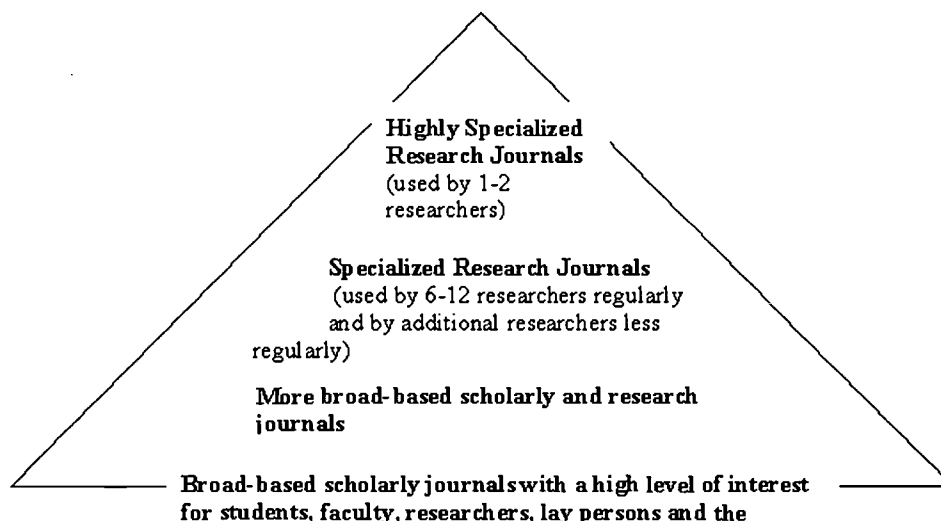 Highly Specialized
Research Journals
(used by 1-2
researchers)
Specialized Research Journals
(used by 6-12 researchers regularly
and by additional researchers less
regularly)
More broad-based scholarly and research
journals
Broad-based scholarly journals with a high level of interest
for students, faculty, researchers, lay persons and the